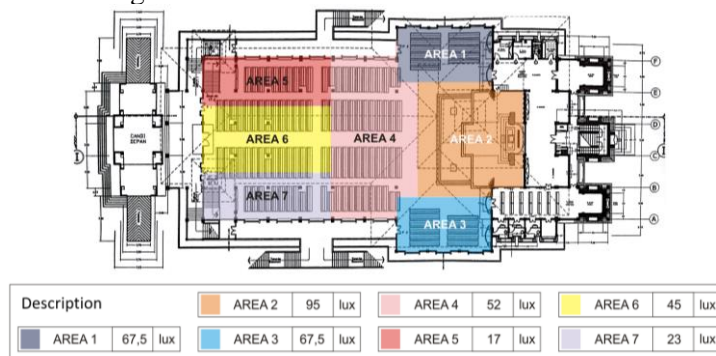 AREA 1
AREA 5
AREA 6
AREA 4
AREA 2
AREA 7
AREA 3
CANDI
F
E
D
C
B
A
Description
AREA 2 95 lux
AREA 4 52 lux
AREA 6 45 lux
AREA 1 67,5 lux
AREA 3 67,5 lux
AREA 5 17 lux
AREA 7 23 lux